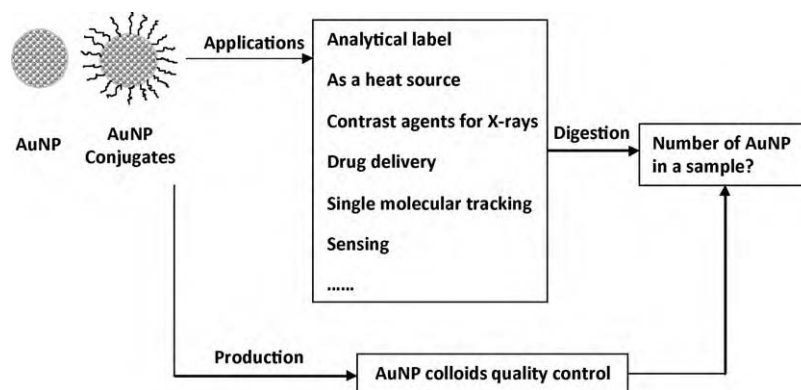 AuNP
AuNP
Conjugates
Applications
Analytical label
As a heat source
Contrast agents for X-rays
Drug delivery
Single molecular tracking
Sensing
......
Digestion
Number of AuNP
in a sample?
Production
AuNP colloids quality control